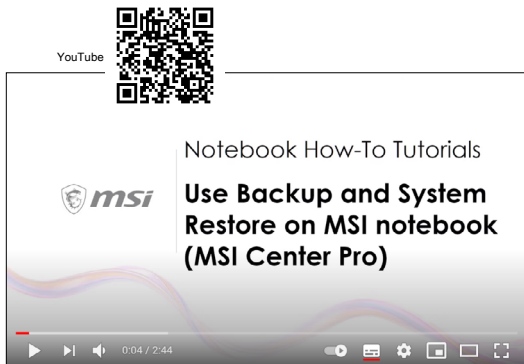 YouTube
Notebook How-To Tutorials
msi
Use Backup and System
Restore on MSI notebook
(MSI Center Pro)
0:04 / 2:44